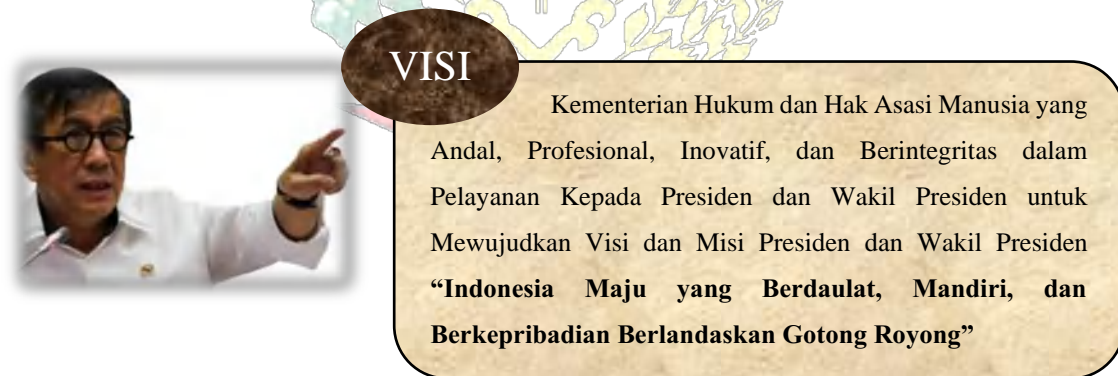 VISI
Kementerian Hukum dan Hak Asasi Manusia yang
Andal, Profesional, Inovatif, dan Berintegritas dalam
Pelayanan Kepada Presiden dan Wakil Presiden untuk
Mewujudkan Visi dan Misi Presiden dan Wakil Presiden
“Indonesia Maju yang Berdaulat, Mandiri, dan
Berkepribadian Berlandaskan Gotong Royong”